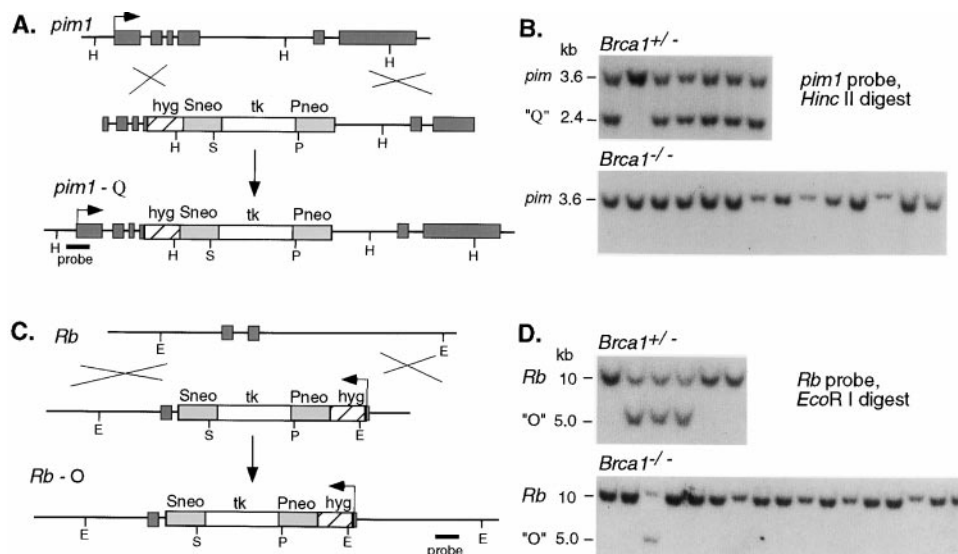 A.
pim1
H H H
hyg Sneo tk Pneo
H S P H
pim1 - Q
hyg Sneo tk Pneo
H H S P H H
probe
B.
kb
Brca1+/-
pim 3.6
"Q" 2.4
pim1 probe,
Hinc II digest
Brca1-/-
pim 3.6
C.
Rb
E E
Sneo tk Pneo hyg
E S P E
Rb - O
Sneo tk Pneo hyg
E S P E E
probe
D.
Brca1+/-
kb
Rb 10
"O" 5.0
Rb probe,
EcoR I digest
Brca1-/-
Rb 10
"O" 5.0